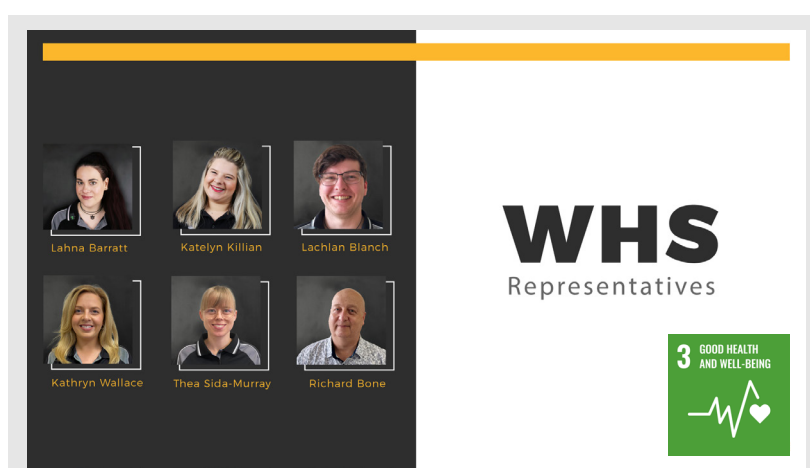 Lahna Barratt
Katelyn Killian
Lachlan Blanch
Kathryn Wallace
Thea Sida-Murray
Richard Bone
WHS
Representatives
3 GOOD HEALTH
AND WELL-BEING